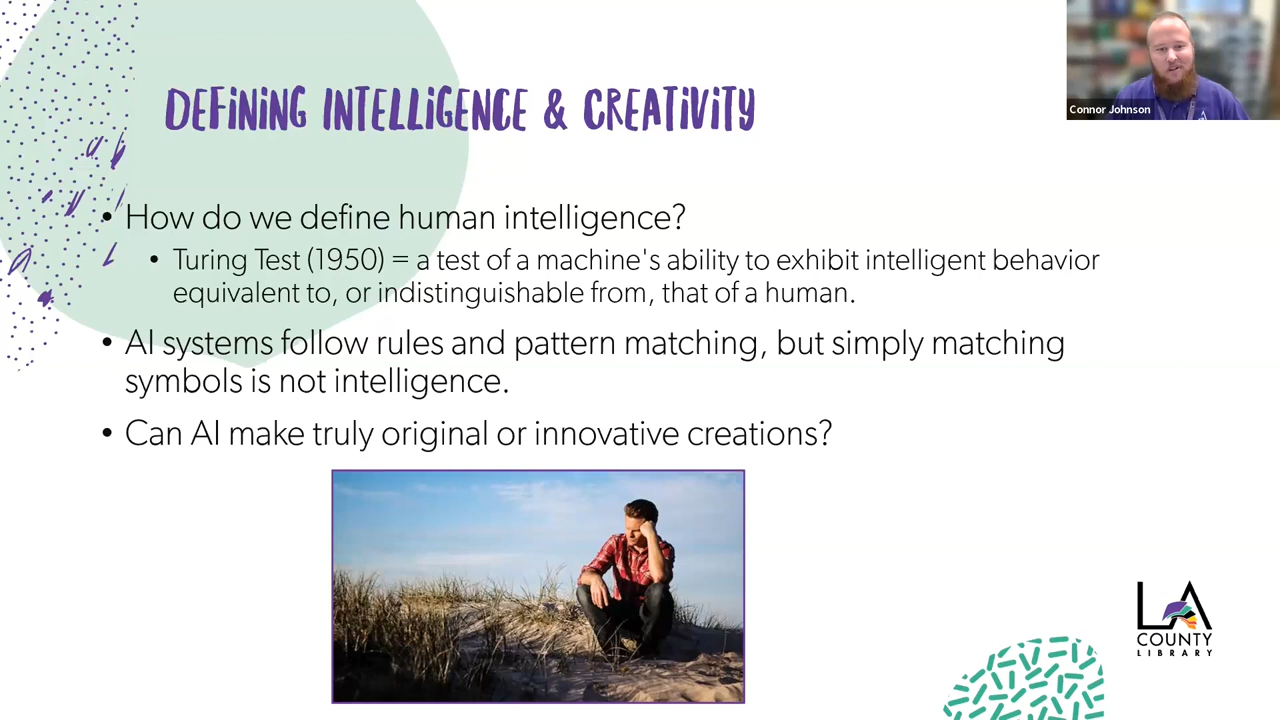 DEFINING INTELLIGENCE & CREATIVITY
Connor Johnson
• How do we define human intelligence?
• Turing Test (1950) = a test of a machine's ability to exhibit intelligent behavior
equivalent to, or indistinguishable from, that of a human.
• AI systems follow rules and pattern matching, but simply matching
symbols is not intelligence.
• Can AI make truly original or innovative creations?
LA
COUNTY
LIBRARY